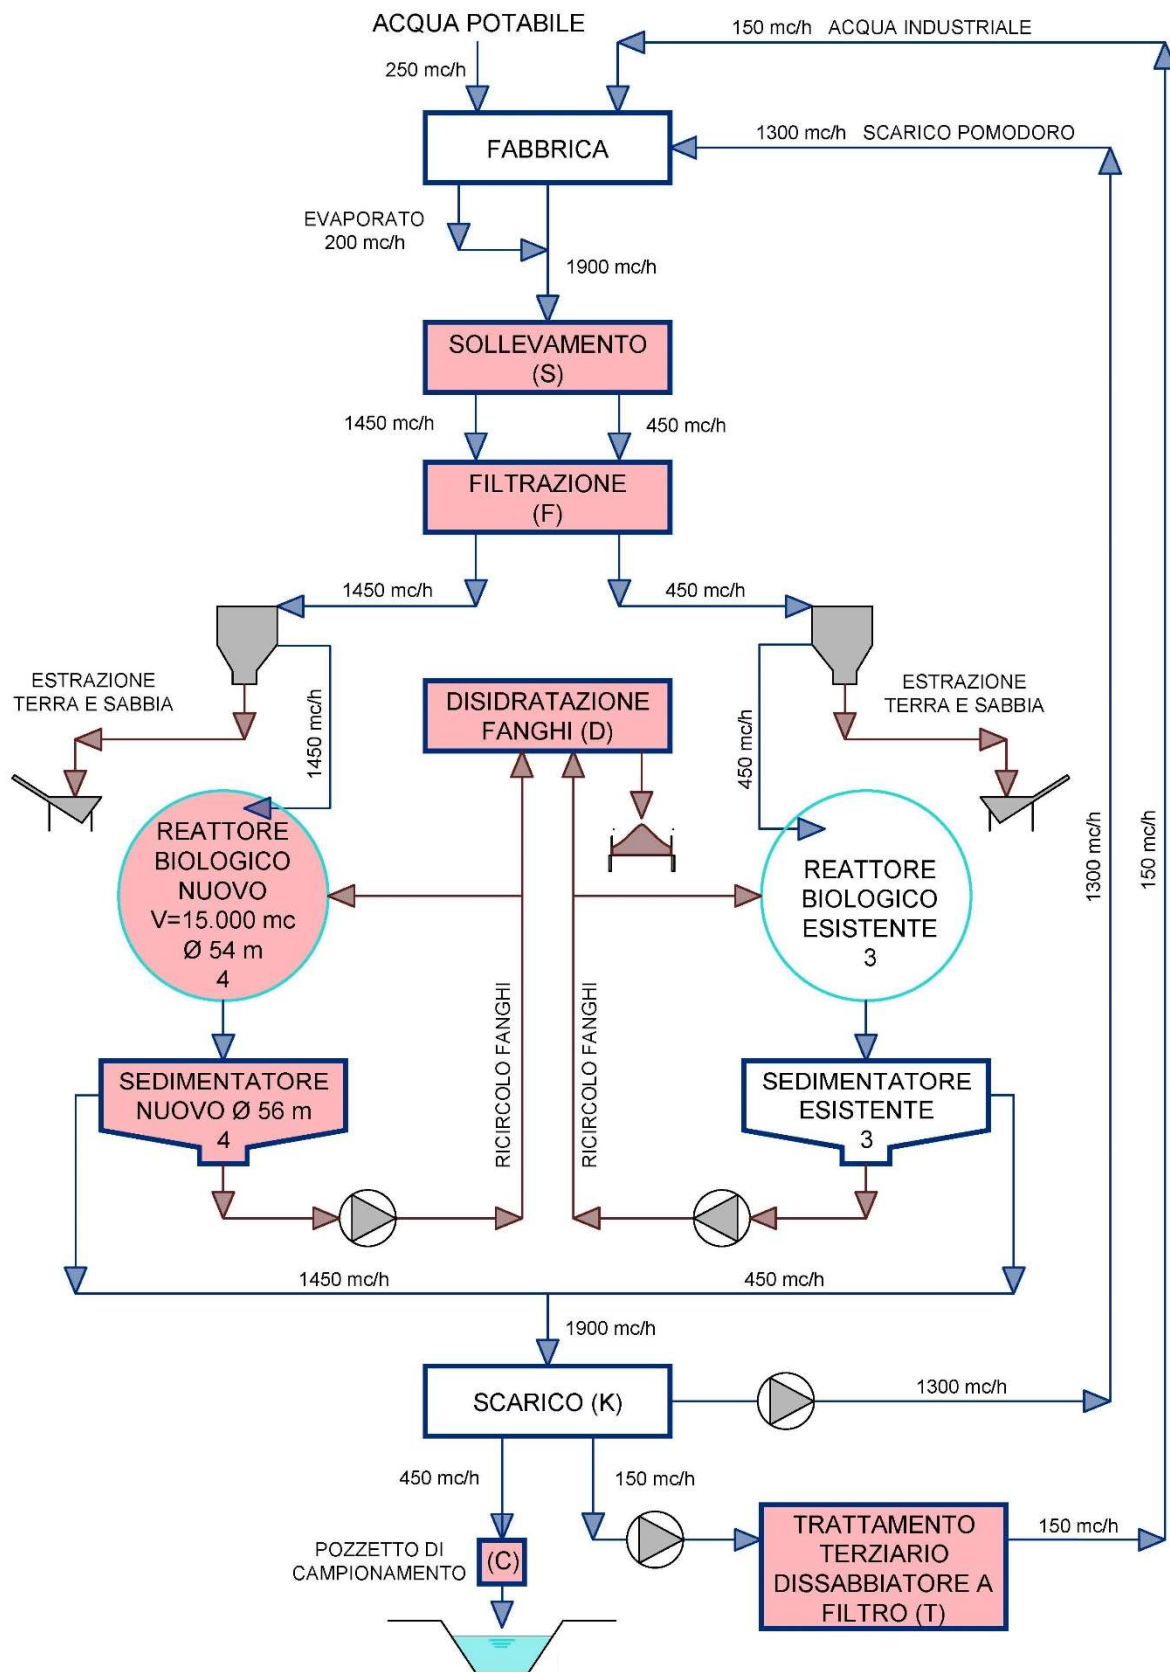 ACQUA POTABILE
150 mc/h ACQUA INDUSTRIALE
250 mc/h
1300 mc/h SCARICO POMODORO
FABBRICA
EVAPORATO
200 mc/h
1900 mc/h
SOLLEVAMENTO
(S)
1450 mc/h
450 mc/h
FILTRAZIONE
(F)
1450 mc/h
450 mc/h
ESTRAZIONE
TERRA E SABBIA
1450 mc/h
DISIDRATAZIONE
FANGHI (D)
450 mc/h
ESTRAZIONE
TERRA E SABBIA
REATTORE
BIOLOGICO
NUOVO
V=15.000 mc
Ø 54 m
4
REATTORE
BIOLOGICO
ESISTENTE
3
1300 mc/h
150 mc/h
RICIRCOLO FANGHI
RICIRCOLO FANGHI
SEDIMENTATORE
NUOVO Ø 56 m
4
SEDIMENTATORE
ESISTENTE
3
1450 mc/h
450 mc/h
1900 mc/h
SCARICO (K)
1300 mc/h
450 mc/h
150 mc/h
POZZETTO DI
CAMPIONAMENTO
(C)
TRATTAMENTO
TERZIARIO
DISSABBIATORE A
FILTRO (T)
150 mc/h